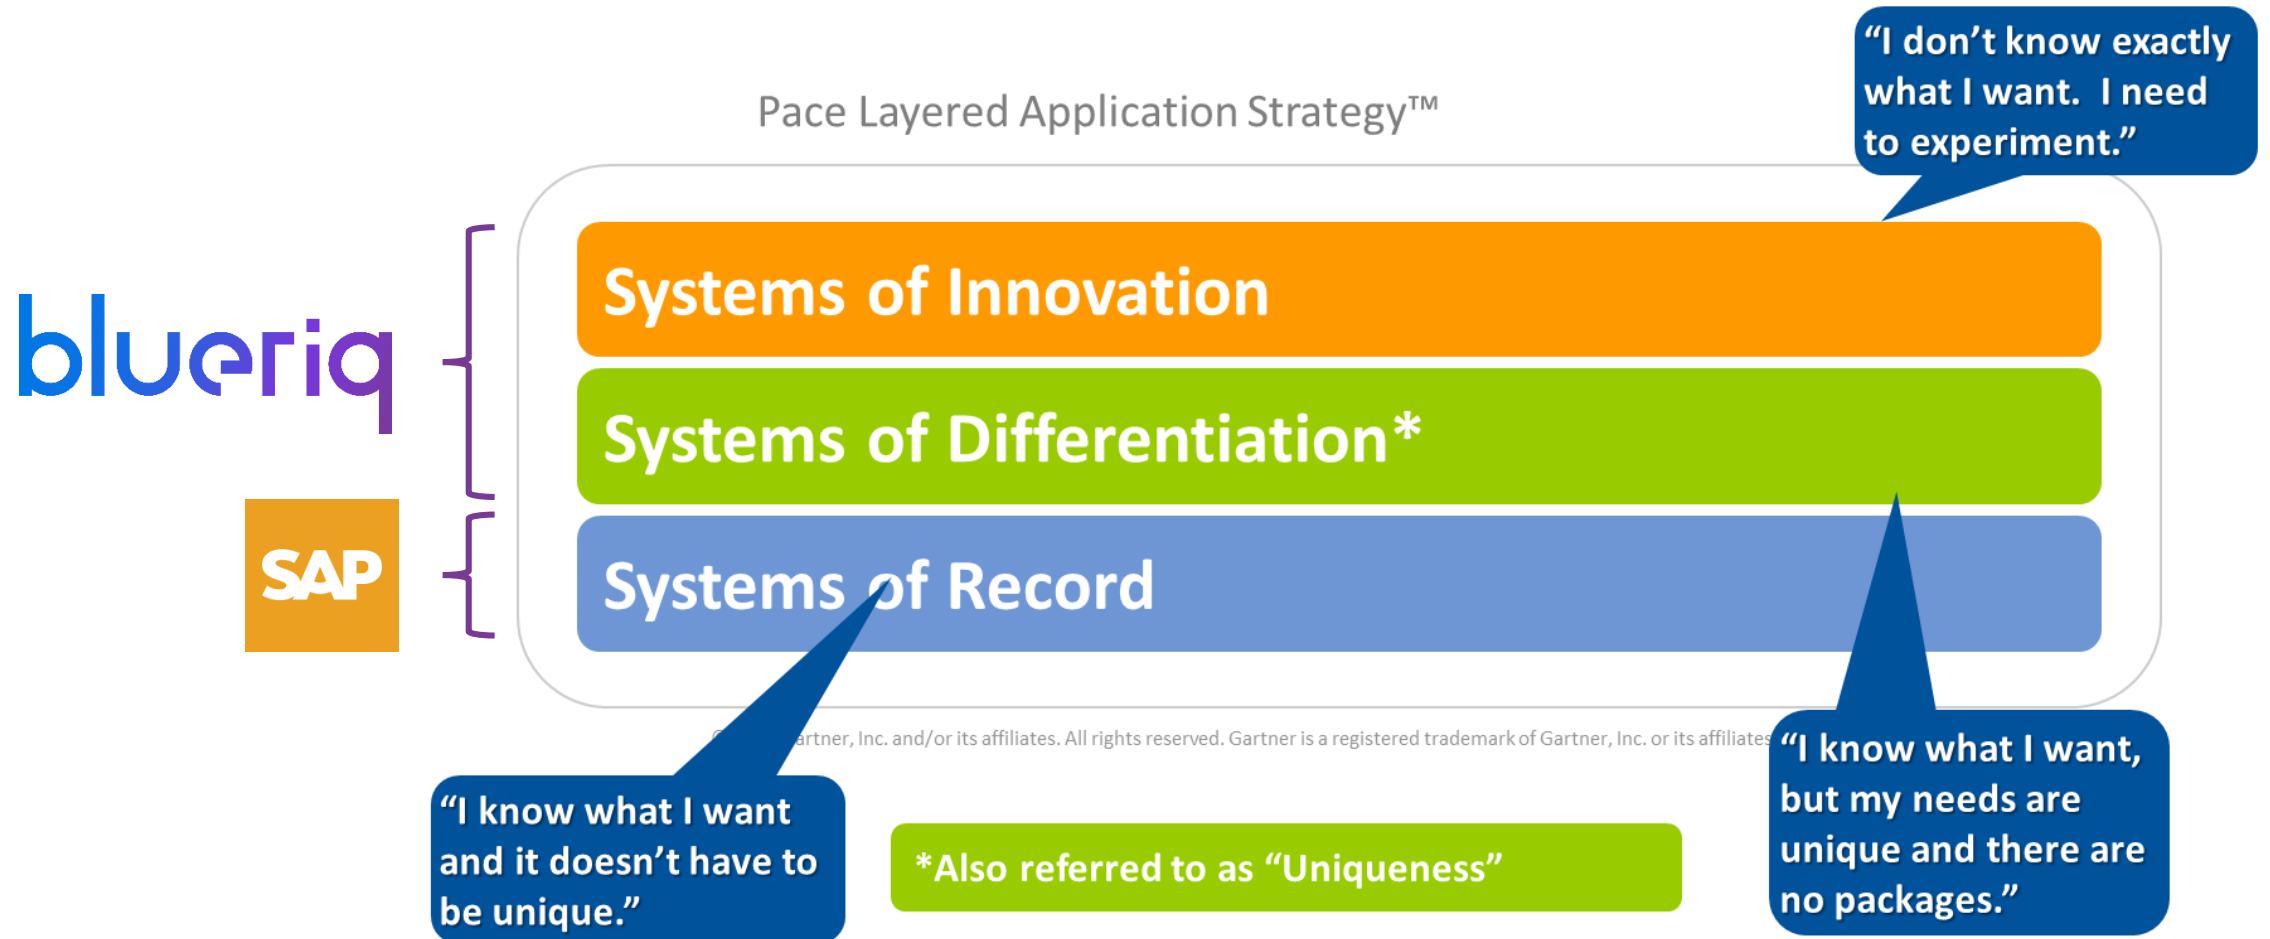 “I don’t know exactly
what I want.  I need
to experiment.”
Pace Layered Application Strategy™
blueriq
Systems of Innovation
Systems of Differentiation*
SAP
Systems of Record
Inc. and/or its affiliates. All rights reserved. Gartner is a registered trademark of Gartner, Inc. or its affiliates
“I know what I want,
but my needs are
unique and there are
no packages.”
“I know what I want
and it doesn’t have to
be unique.”
*Also referred to as “Uniqueness”